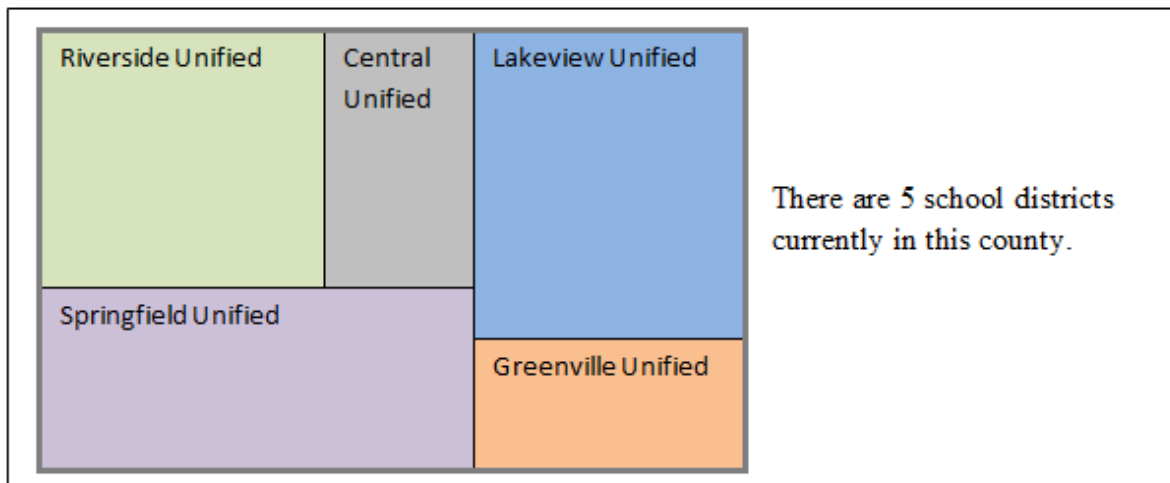 Riverside Unified
Central
Unified
Lakeview Unified
Springfield Unified
Greenville Unified
There are 5 school districts
currently in this county.